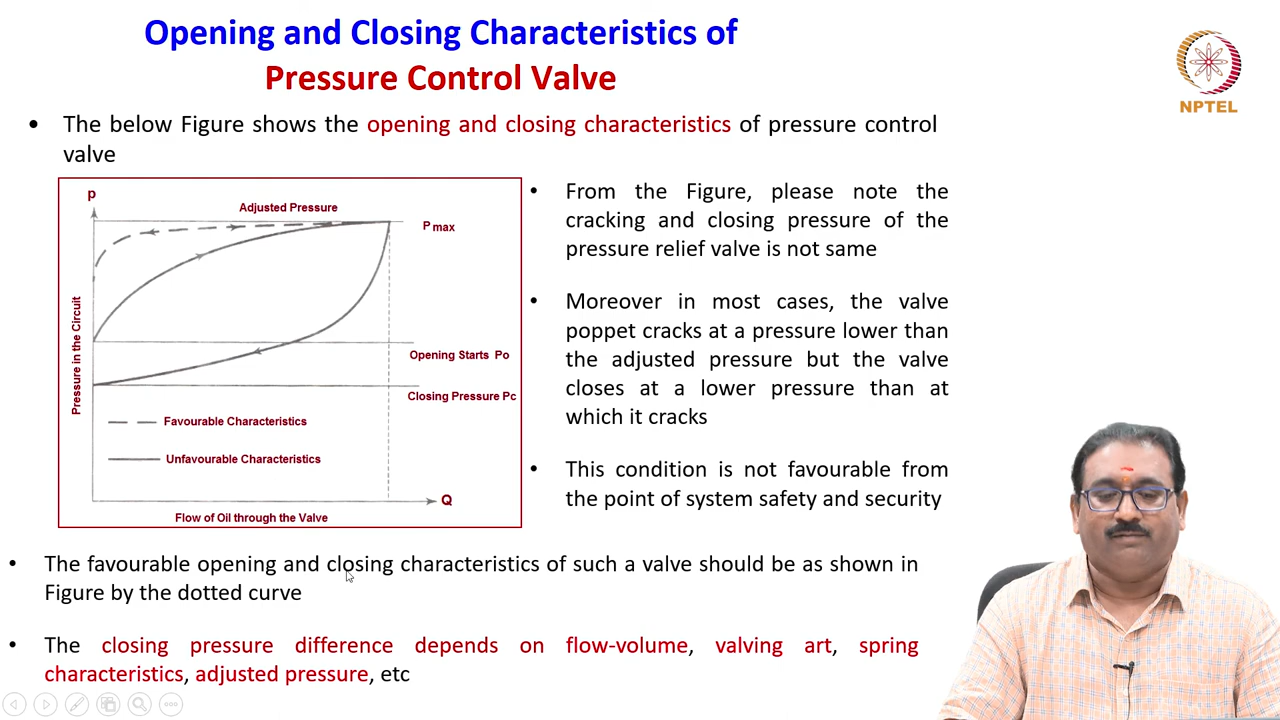 Opening and Closing Characteristics of
Pressure Control Valve
NPTEL
• The below Figure shows the opening and closing characteristics of pressure control
valve
p
Adjusted Pressure
P max
Pressure in the Circuit
Opening Starts Po
Closing Pressure Pc
Favourable Characteristics
Unfavourable Characteristics
Q
Flow of Oil through the Valve
• From the Figure, please note the
cracking and closing pressure of the
pressure relief valve is not same
• Moreover in most cases, the valve
poppet cracks at a pressure lower than
the adjusted pressure but the valve
closes at a lower pressure than at
which it cracks
• This condition is not favourable from
the point of system safety and security
• The favourable opening and closing characteristics of such a valve should be as shown in
Figure by the dotted curve
• The closing pressure difference depends on flow-volume, valving art, spring
characteristics, adjusted pressure, etc